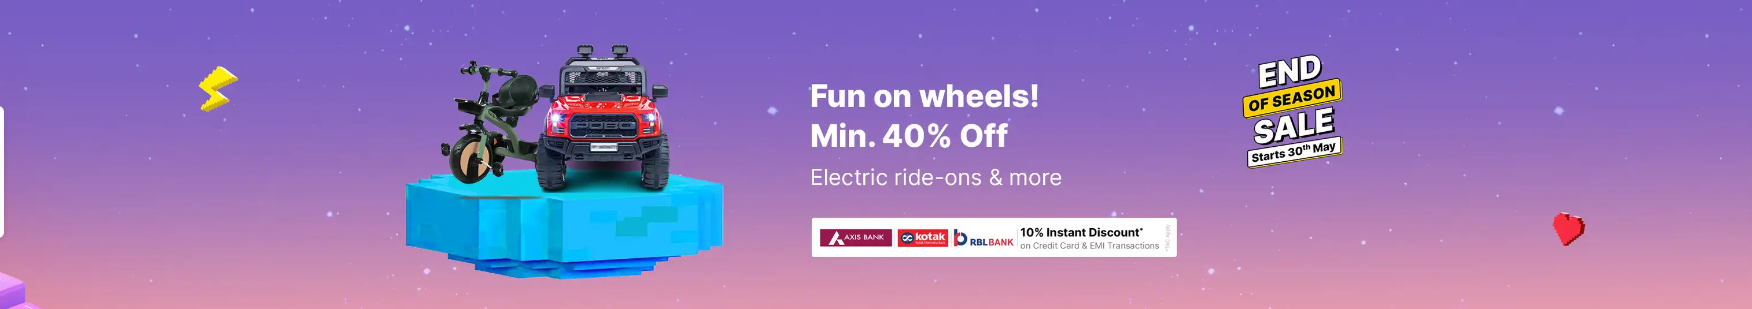 Fun on wheels!
Min. 40% Off
Electric ride-ons & more
AXIS BANK
kotak
RBLBANK
10% Instant Discount*
on Credit Card & EMI Transactions
END
OF SEASON
SALE
Starts 30th May